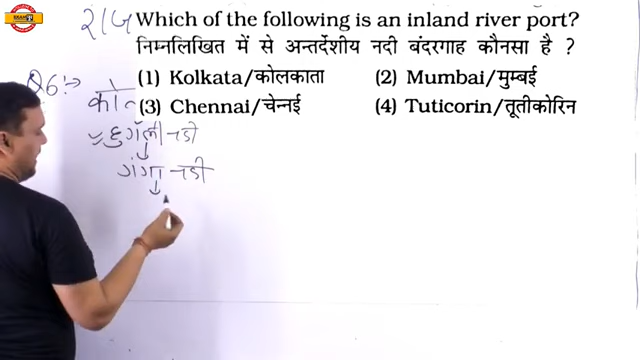 Which of the following is an inland river port?
निम्नलिखित में से अन्तर्देशीय नदी बंदरगाह कौनसा है ?
(1) Kolkata/कोलकाता (2) Mumbai/मुम्बई
(3) Chennai/चेन्नई (4) Tuticorin/तूतीकोरिन
Q6:→
हुगली नदी
गंगा नदी